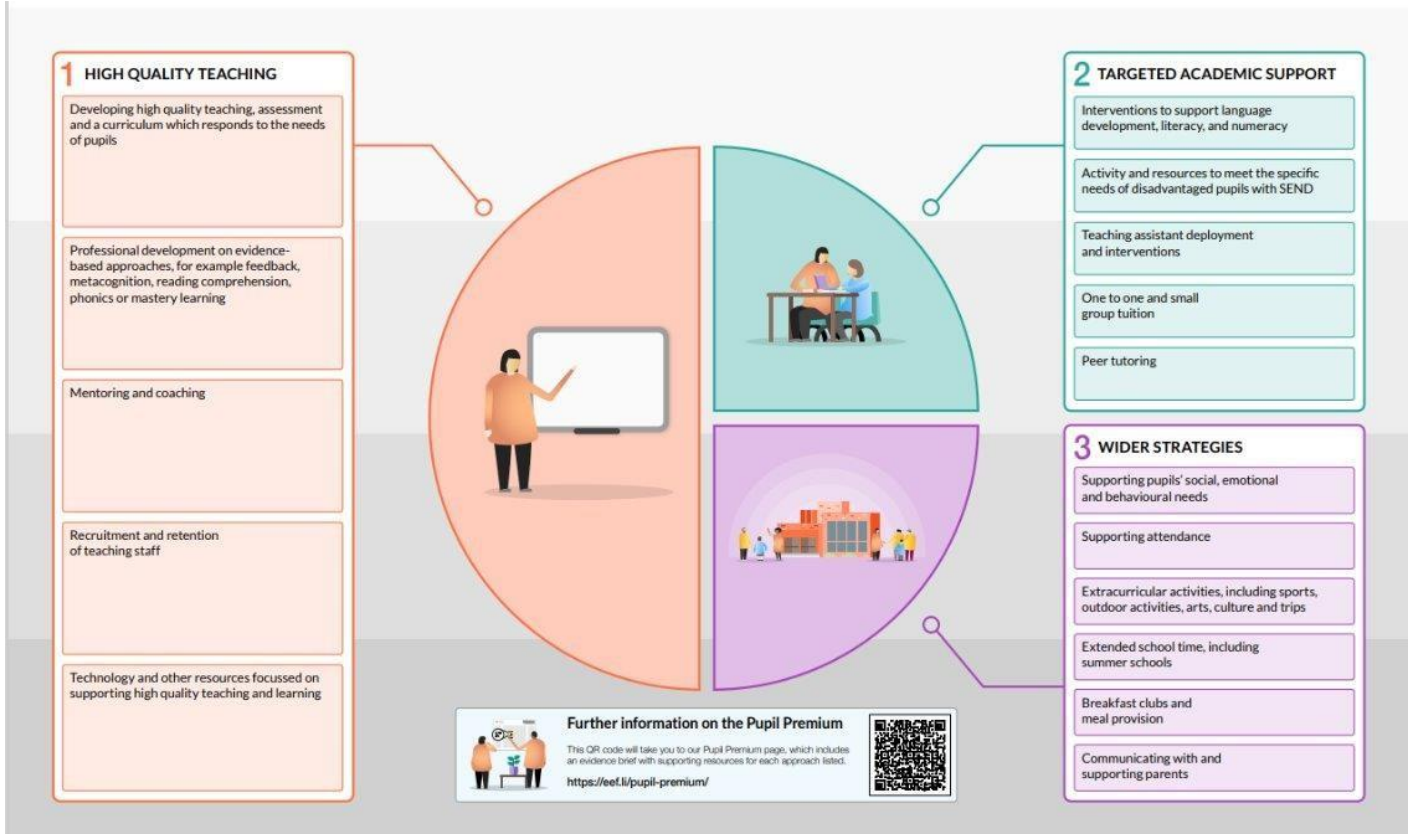 1 HIGH QUALITY TEACHING
Developing high quality teaching, assessment
and a curriculum which responds to the needs
of pupils
Professional development on evidence-
based approaches, for example feedback,
metacognition, reading comprehension,
phonics or mastery learning
Mentoring and coaching
Recruitment and retention
of teaching staff
Technology and other resources focussed on
supporting high quality teaching and learning
2 TARGETED ACADEMIC SUPPORT
Interventions to support language
development, literacy, and numeracy
Activity and resources to meet the specific
needs of disadvantaged pupils with SEND
Teaching assistant deployment
and interventions
One to one and small
group tuition
Peer tutoring
3 WIDER STRATEGIES
Supporting pupils' social, emotional
and behavioural needs
Supporting attendance
Extracurricular activities, including sports,
outdoor activities, arts, culture and trips
Extended school time, including
summer schools
Breakfast clubs and
meal provision
Communicating with and
supporting parents
Further information on the Pupil Premium
This QR code will take you to our Pupil Premium page, which includes
an evidence brief with supporting resources for each approach listed.
https://eef.li/pupil-premium/